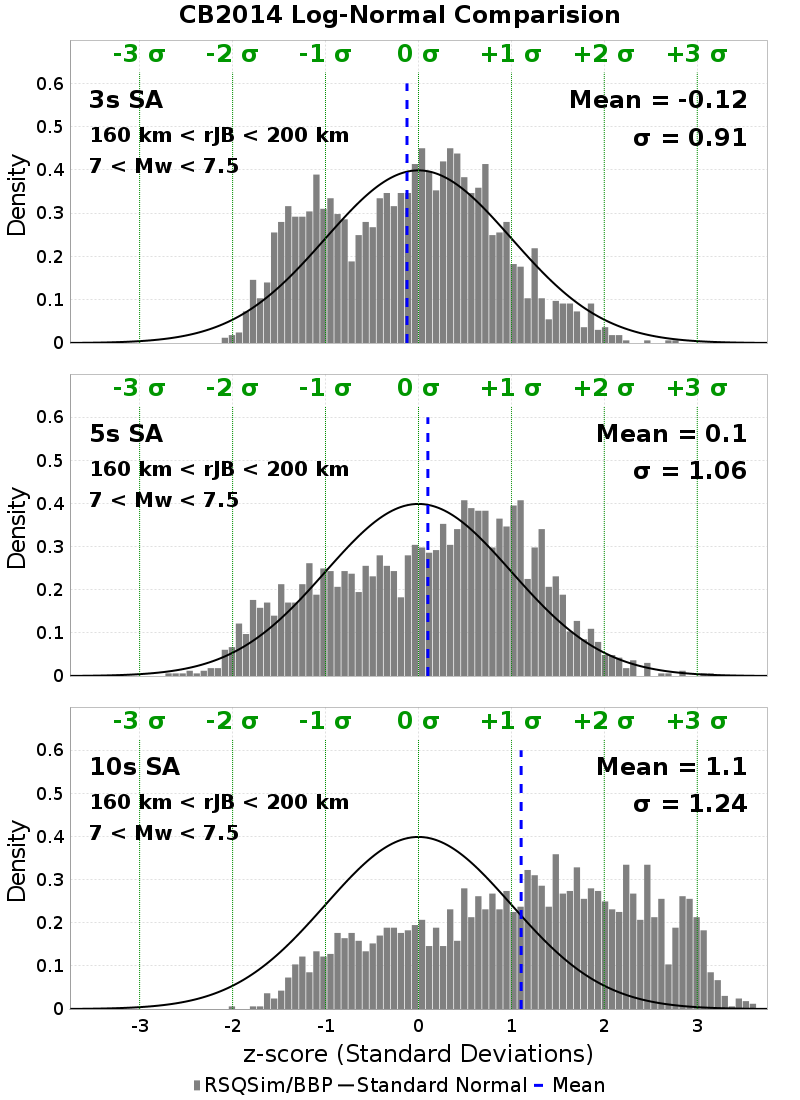 CB2014 Log-Normal Comparision
-3 σ -2 σ -1 σ 0 σ +1 σ +2 σ +3 σ
0.6
3s SA
Mean = -0.12
0.5
160 km < rJB < 200 km
σ = 0.91
0.4
7 < Mw < 7.5
0.3
0.2
0.1
0
Density
-3 σ -2 σ -1 σ 0 σ +1 σ +2 σ +3 σ
0.6
5s SA
Mean = 0.1
0.5
160 km < rJB < 200 km
σ = 1.06
0.4
7 < Mw < 7.5
0.3
0.2
0.1
0
Density
-3 σ -2 σ -1 σ 0 σ +1 σ +2 σ +3 σ
0.6
10s SA
Mean = 1.1
0.5
160 km < rJB < 200 km
σ = 1.24
0.4
7 < Mw < 7.5
0.3
0.2
0.1
0
Density
-3 -2 -1 0 1 2 3
z-score (Standard Deviations)
RSQSim/BBP Standard Normal Mean